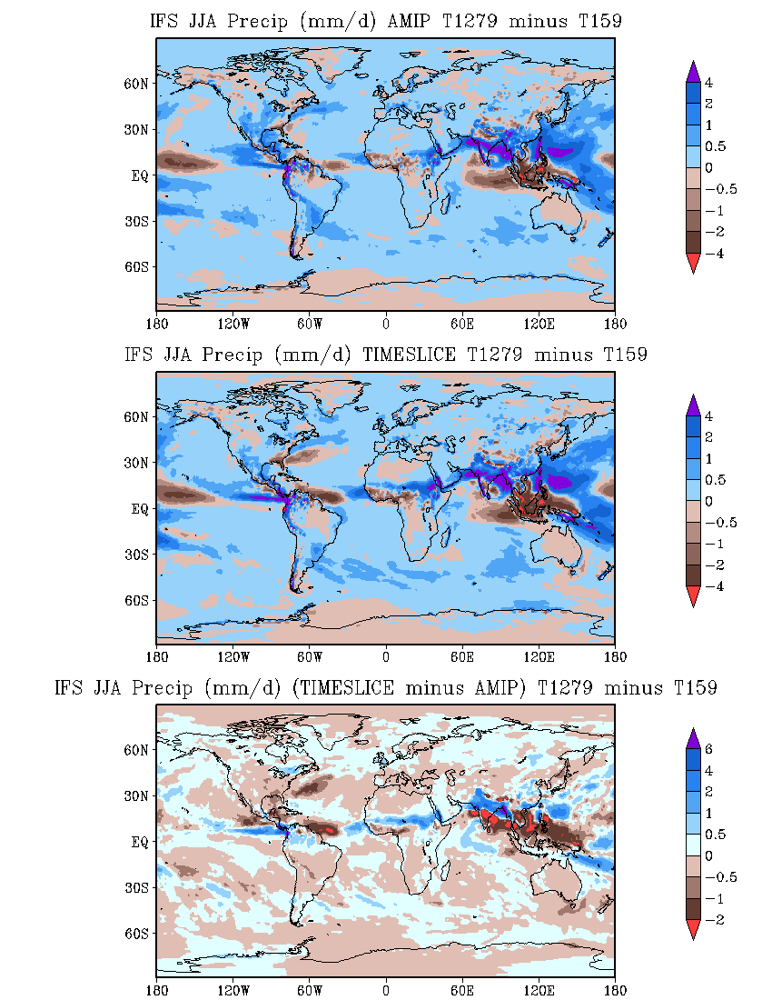 IFS JJA Precip (mm/d) AMIP T1279 minus T159
60N
30N
EQ
30S
60S
180 120W 60W 0 60E 120E 180
4
2
1
0.5
0
−0.5
−1
−2
−4
IFS JJA Precip (mm/d) TIMESLICE T1279 minus T159
60N
30N
EQ
30S
60S
180 120W 60W 0 60E 120E 180
4
2
1
0.5
0
−0.5
−1
−2
−4
IFS JJA Precip (mm/d) (TIMESLICE minus AMIP) T1279 minus T159
60N
30N
EQ
30S
60S
180 120W 60W 0 60E 120E 180
6
4
2
1
0.5
0
−0.5
−1
−2